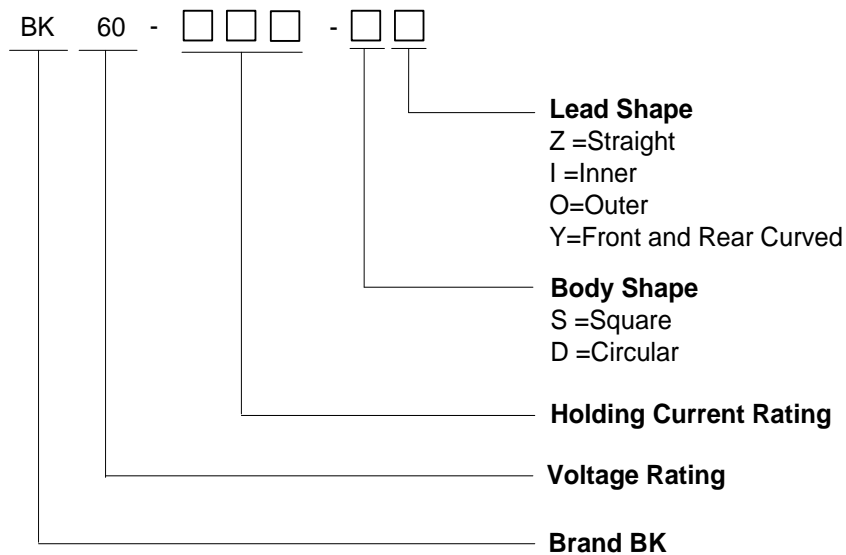 BK 60 - □ □ □ - □ □
Lead Shape
Z =Straight
I =Inner
O=Outer
Y=Front and Rear Curved
Body Shape
S =Square
D =Circular
Holding Current Rating
Voltage Rating
Brand BK